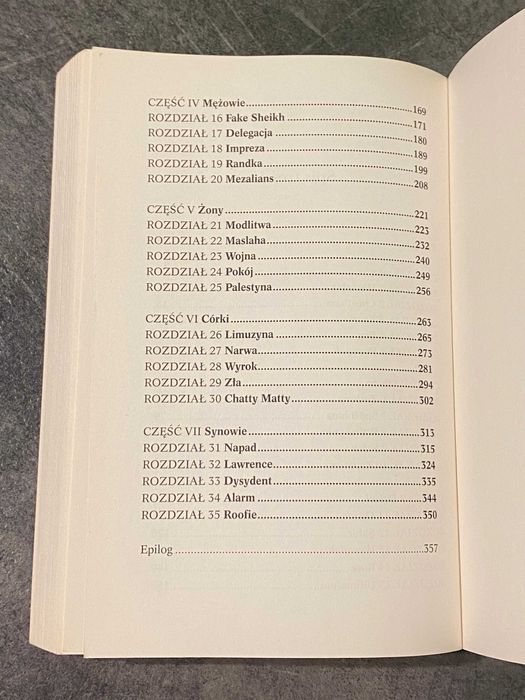 CZĘŚĆ IV Mężowie 169
ROZDZIAŁ 16 Fake Sheikh 171
ROZDZIAŁ 17 Delegacja 180
ROZDZIAŁ 18 Impreza 189
ROZDZIAŁ 19 Randka 199
ROZDZIAŁ 20 Mezalians 208
CZĘŚĆ V Żony 221
ROZDZIAŁ 21 Modlitwa 223
ROZDZIAŁ 22 Maslaha 232
ROZDZIAŁ 23 Wojna 240
ROZDZIAŁ 24 Pokój 249
ROZDZIAŁ 25 Palestyna 256
CZĘŚĆ VI Córki 263
ROZDZIAŁ 26 Limuzyna 265
ROZDZIAŁ 27 Narwa 273
ROZDZIAŁ 28 Wyrok 281
ROZDZIAŁ 29 Zła 294
ROZDZIAŁ 30 Chatty Matty 302
CZĘŚĆ VII Synowie 313
ROZDZIAŁ 31 Napad 315
ROZDZIAŁ 32 Lawrence 324
ROZDZIAŁ 33 Dysydent 335
ROZDZIAŁ 34 Alarm 344
ROZDZIAŁ 35 Roofie 350
Epilog 357